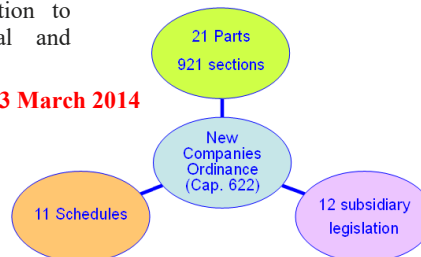 tion to
al and
3 March 2014
21 Parts
921 sections
New
Companies
Ordinance
(Cap. 622)
11 Schedules
12 subsidiary
legislation